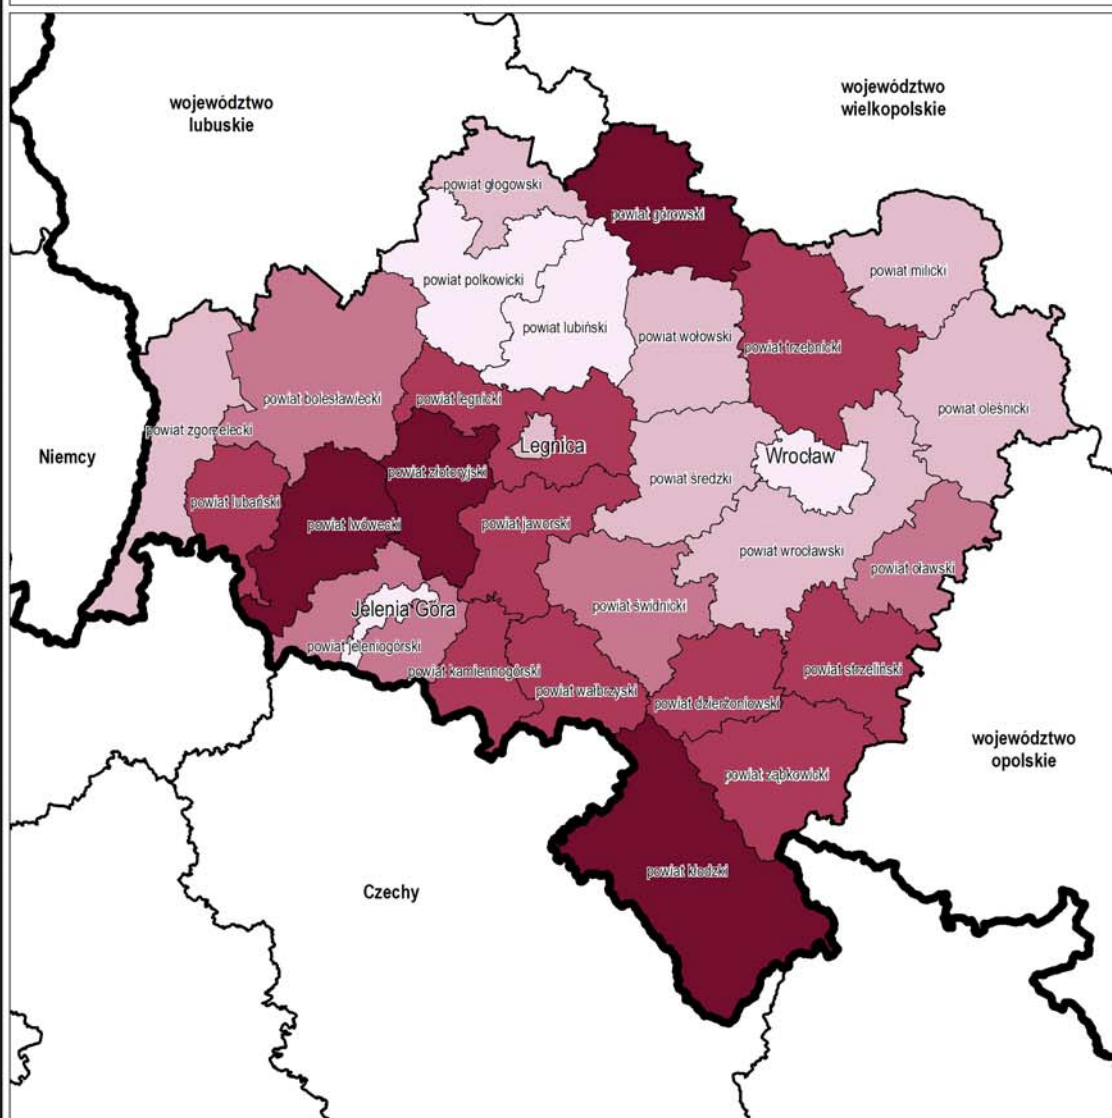 województwo
lubuskie
województwo
wielkopolskie
powiat głogowski
powiat górowski
powiat milicki
powiat polkowicki
powiat lubiński
powiat wołowski
powiat trzebnicki
powiat bolesławiecki
powiat legnicki
powiat oleśnicki
powiat zgorzelecki
Niemcy
Legnica
Wrocław
powiat złotoryjski
powiat średzki
powiat lubański
powiat lwówecki
powiat jaworski
powiat wrocławski
powiat oławski
Jelenia Góra
powiat świdnicki
powiat jeleniogórski
powiat kamiennogórski
powiat strzeliński
powiat wałbrzyski
powiat dzierżoniowski
województwo
opolskie
powiat ząbkowicki
powiat kłodzki
Czechy